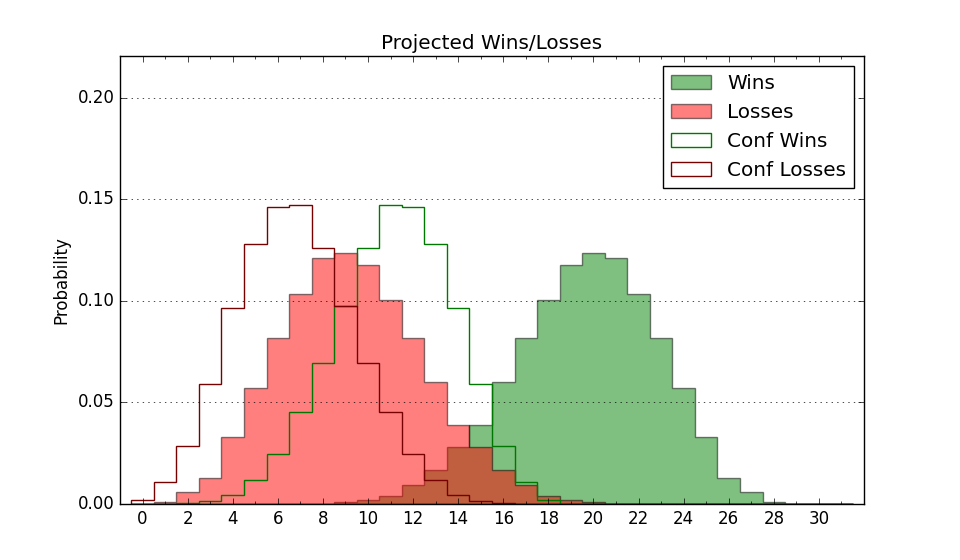 Projected Wins/Losses
Probability
0.20
0.15
0.10
0.05
0.00
0 2 4 6 8 10 12 14 16 18 20 22 24 26 28 30
Wins
Losses
Conf Wins
Conf Losses